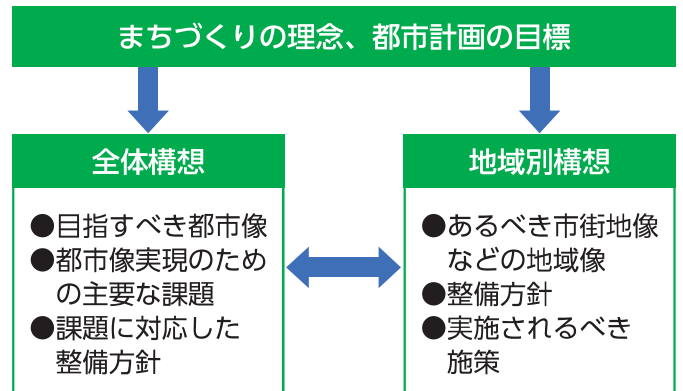 まちづくりの理念、都市計画の目標
全体構想
●目指すべき都市像
●都市像実現のため
の主要な課題
●課題に対応した
整備方針
地域別構想
●あるべき市街地像
などの地域像
●整備方針
●実施されるべき
施策